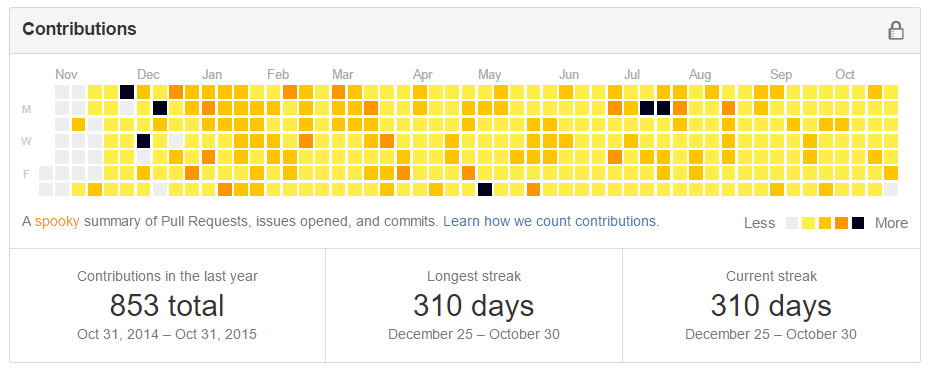 Contributions
Nov Dec Jan Feb Mar Apr May Jun Jul Aug Sep Oct
M
W
F
A spooky summary of Pull Requests, issues opened, and commits. Learn how we count contributions.
Less More
Contributions in the last year
853 total
Oct 31, 2014 – Oct 31, 2015
Longest streak
310 days
December 25 – October 30
Current streak
310 days
December 25 – October 30